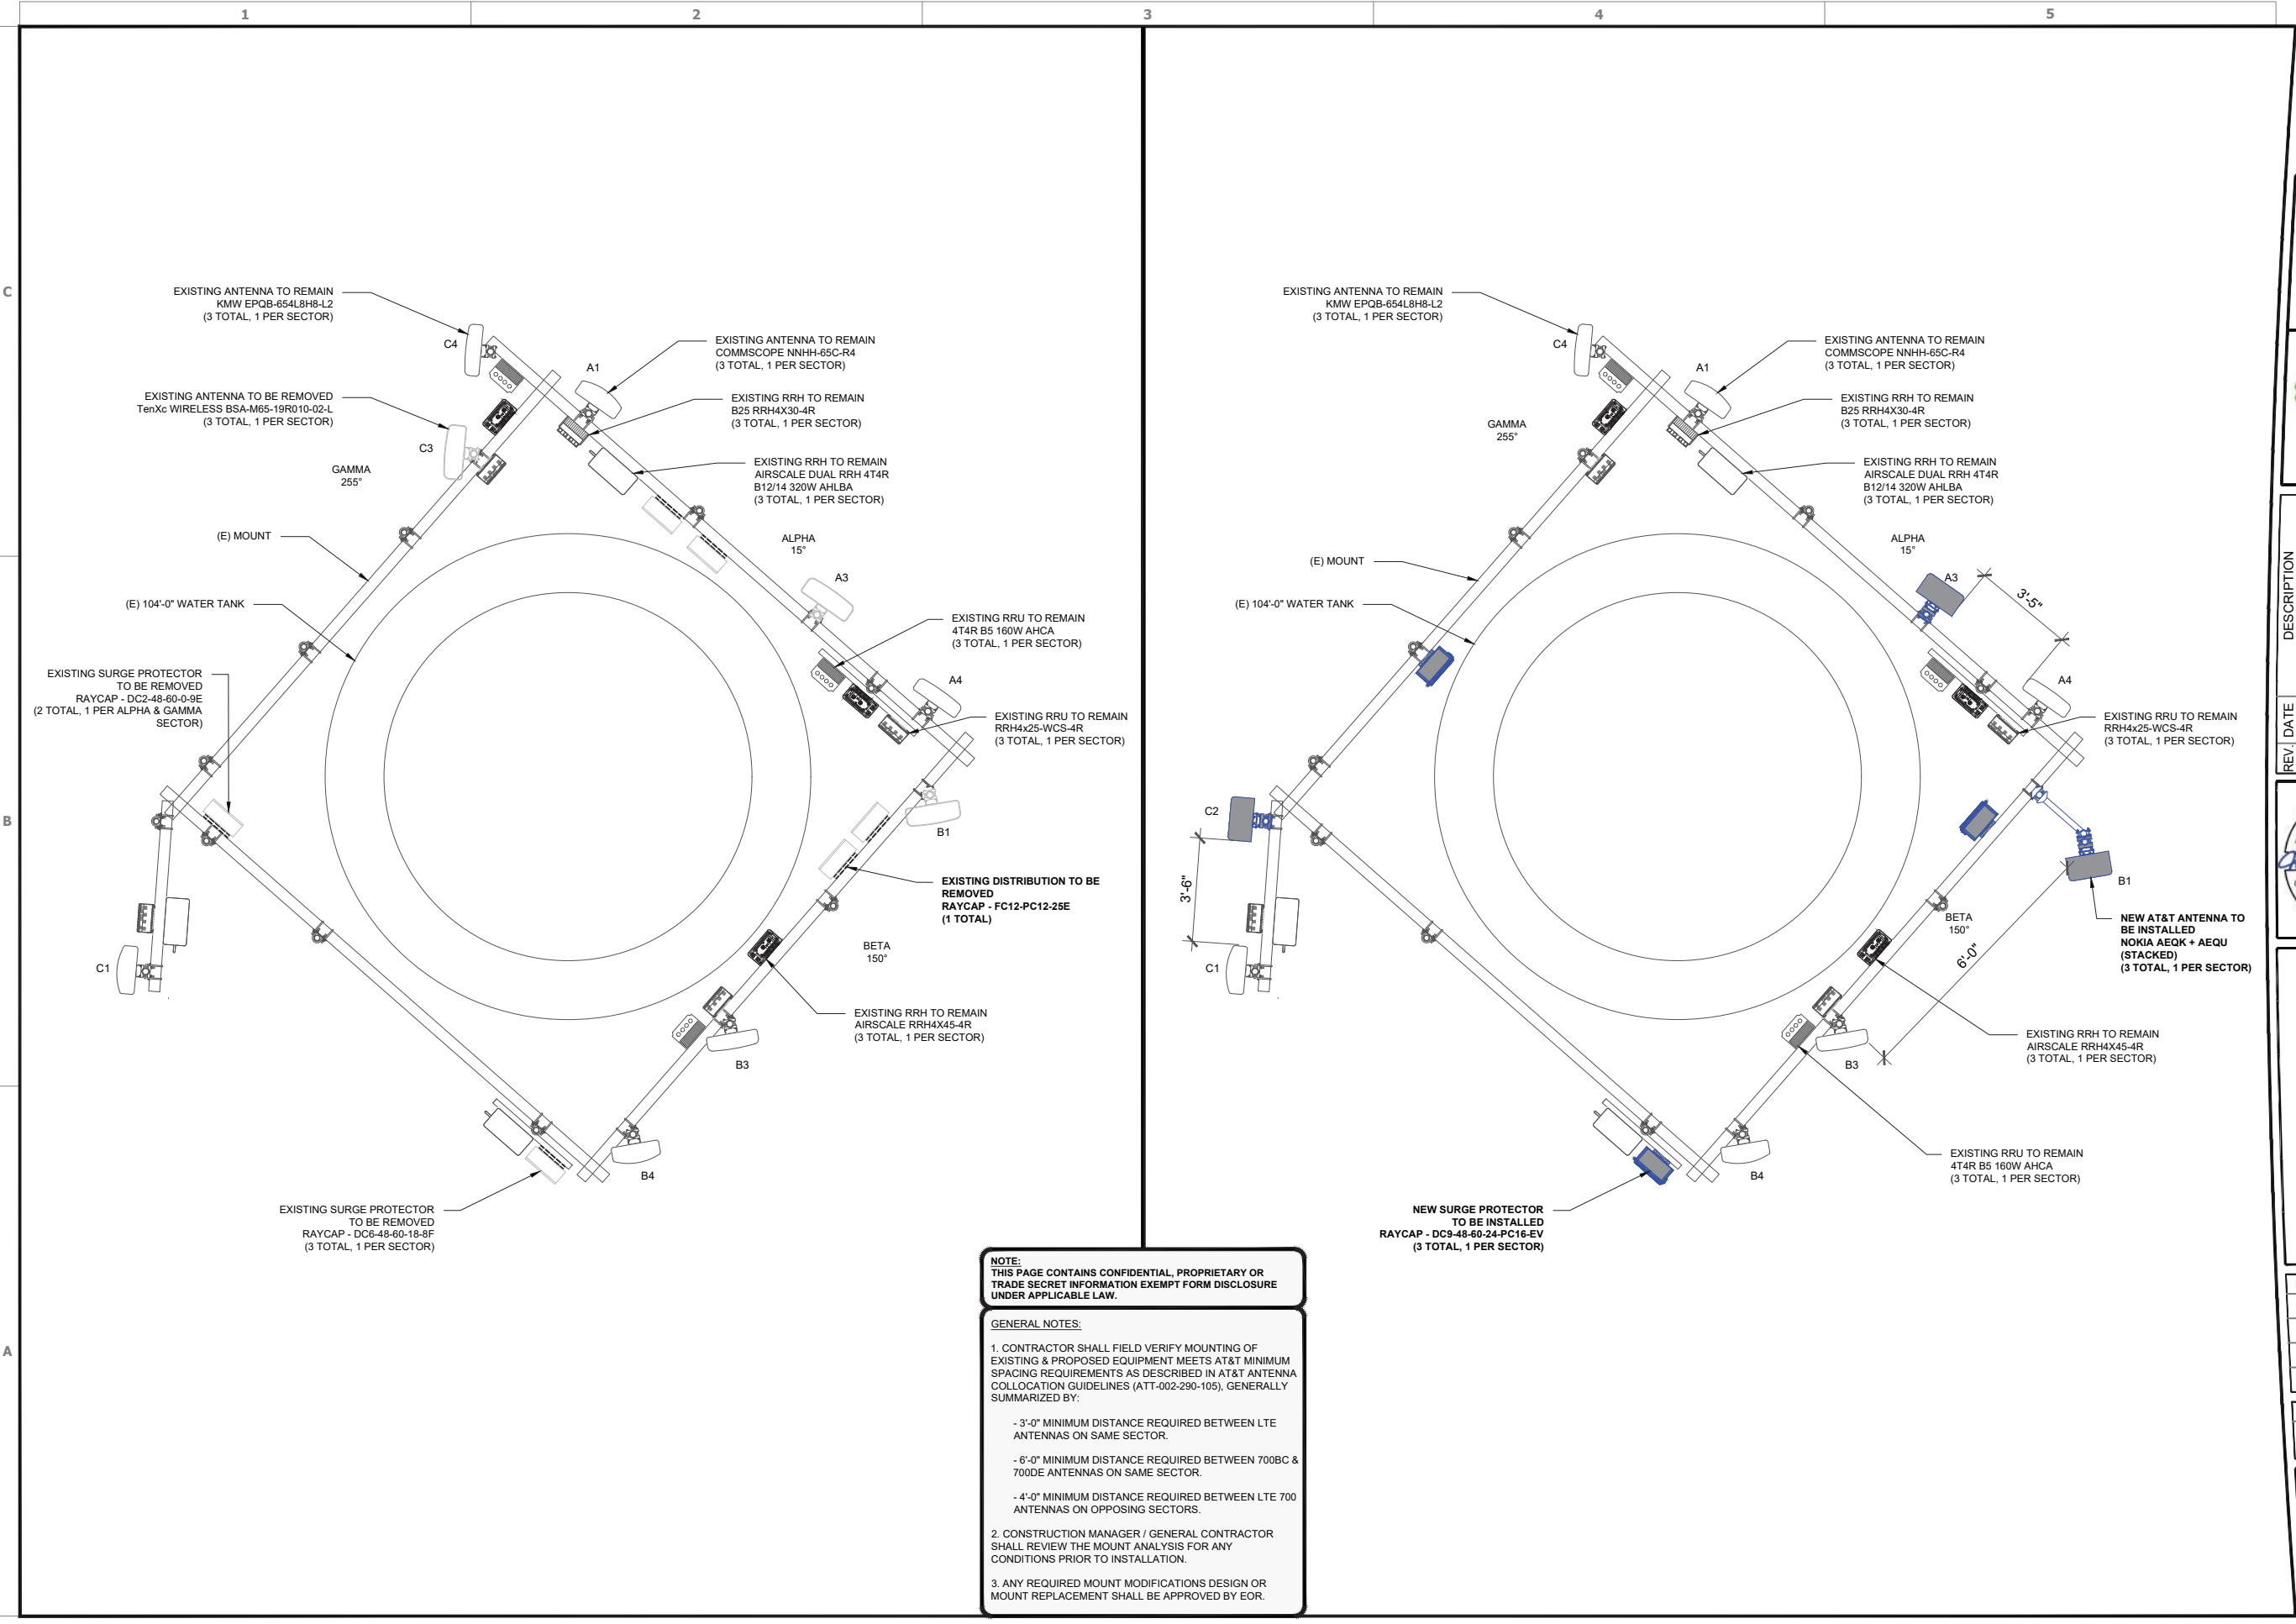 1
2
3
4
5
C
B
A
EXISTING ANTENNA TO REMAIN
KMW EPQB-654L8H8-L2
(3 TOTAL, 1 PER SECTOR)
C4
A1
EXISTING ANTENNA TO REMAIN
COMMSCOPE NNHH-65C-R4
(3 TOTAL, 1 PER SECTOR)
EXISTING ANTENNA TO BE REMOVED
TenXc WIRELESS BSA-M65-19R010-02-L
(3 TOTAL, 1 PER SECTOR)
EXISTING RRH TO REMAIN
B25 RRH4X30-4R
(3 TOTAL, 1 PER SECTOR)
C3
GAMMA
255°
EXISTING RRH TO REMAIN
AIRSCALE DUAL RRH 4T4R
B12/14 320W AHLBA
(3 TOTAL, 1 PER SECTOR)
(E) MOUNT
ALPHA
15°
A3
(E) 104'-0" WATER TANK
EXISTING RRU TO REMAIN
4T4R B5 160W AHCA
(3 TOTAL, 1 PER SECTOR)
EXISTING SURGE PROTECTOR
TO BE REMOVED
RAYCAP - DC2-48-60-0-9E
(2 TOTAL, 1 PER ALPHA & GAMMA
SECTOR)
A4
EXISTING RRU TO REMAIN
RRH4x25-WCS-4R
(3 TOTAL, 1 PER SECTOR)
B1
EXISTING DISTRIBUTION TO BE
REMOVED
RAYCAP - FC12-PC12-25E
(1 TOTAL)
BETA
150°
C1
EXISTING RRH TO REMAIN
AIRSCALE RRH4X45-4R
(3 TOTAL, 1 PER SECTOR)
B3
B4
EXISTING SURGE PROTECTOR
TO BE REMOVED
RAYCAP - DC6-48-60-18-8F
(3 TOTAL, 1 PER SECTOR)
EXISTING ANTENNA TO REMAIN
KMW EPQB-654L8H8-L2
(3 TOTAL, 1 PER SECTOR)
C4
A1
EXISTING ANTENNA TO REMAIN
COMMSCOPE NNHH-65C-R4
(3 TOTAL, 1 PER SECTOR)
EXISTING RRH TO REMAIN
B25 RRH4X30-4R
(3 TOTAL, 1 PER SECTOR)
GAMMA
255°
EXISTING RRH TO REMAIN
AIRSCALE DUAL RRH 4T4R
B12/14 320W AHLBA
(3 TOTAL, 1 PER SECTOR)
ALPHA
15°
(E) MOUNT
A3
3'-5"
(E) 104'-0" WATER TANK
A4
EXISTING RRU TO REMAIN
RRH4x25-WCS-4R
(3 TOTAL, 1 PER SECTOR)
C2
3'-6"
C1
B1
NEW AT&T ANTENNA TO
BE INSTALLED
NOKIA AEQK + AEQU
(STACKED)
(3 TOTAL, 1 PER SECTOR)
BETA
150°
6'-0"
EXISTING RRH TO REMAIN
AIRSCALE RRH4X45-4R
(3 TOTAL, 1 PER SECTOR)
B3
EXISTING RRU TO REMAIN
4T4R B5 160W AHCA
(3 TOTAL, 1 PER SECTOR)
B4
NEW SURGE PROTECTOR
TO BE INSTALLED
RAYCAP - DC9-48-60-24-PC16-EV
(3 TOTAL, 1 PER SECTOR)
NOTE:
THIS PAGE CONTAINS CONFIDENTIAL, PROPRIETARY OR
TRADE SECRET INFORMATION EXEMPT FORM DISCLOSURE
UNDER APPLICABLE LAW.
GENERAL NOTES:
1. CONTRACTOR SHALL FIELD VERIFY MOUNTING OF
EXISTING & PROPOSED EQUIPMENT MEETS AT&T MINIMUM
SPACING REQUIREMENTS AS DESCRIBED IN AT&T ANTENNA
COLLOCATION GUIDELINES (ATT-002-290-105), GENERALLY
SUMMARIZED BY:
- 3'-0" MINIMUM DISTANCE REQUIRED BETWEEN LTE
ANTENNAS ON SAME SECTOR.
- 6'-0" MINIMUM DISTANCE REQUIRED BETWEEN 700BC &
700DE ANTENNAS ON SAME SECTOR.
- 4'-0" MINIMUM DISTANCE REQUIRED BETWEEN LTE 700
ANTENNAS ON OPPOSING SECTORS.
2. CONSTRUCTION MANAGER / GENERAL CONTRACTOR
SHALL REVIEW THE MOUNT ANALYSIS FOR ANY
CONDITIONS PRIOR TO INSTALLATION.
3. ANY REQUIRED MOUNT MODIFICATIONS DESIGN OR
MOUNT REPLACEMENT SHALL BE APPROVED BY EOR.
REV. DATE DESCRIPTION